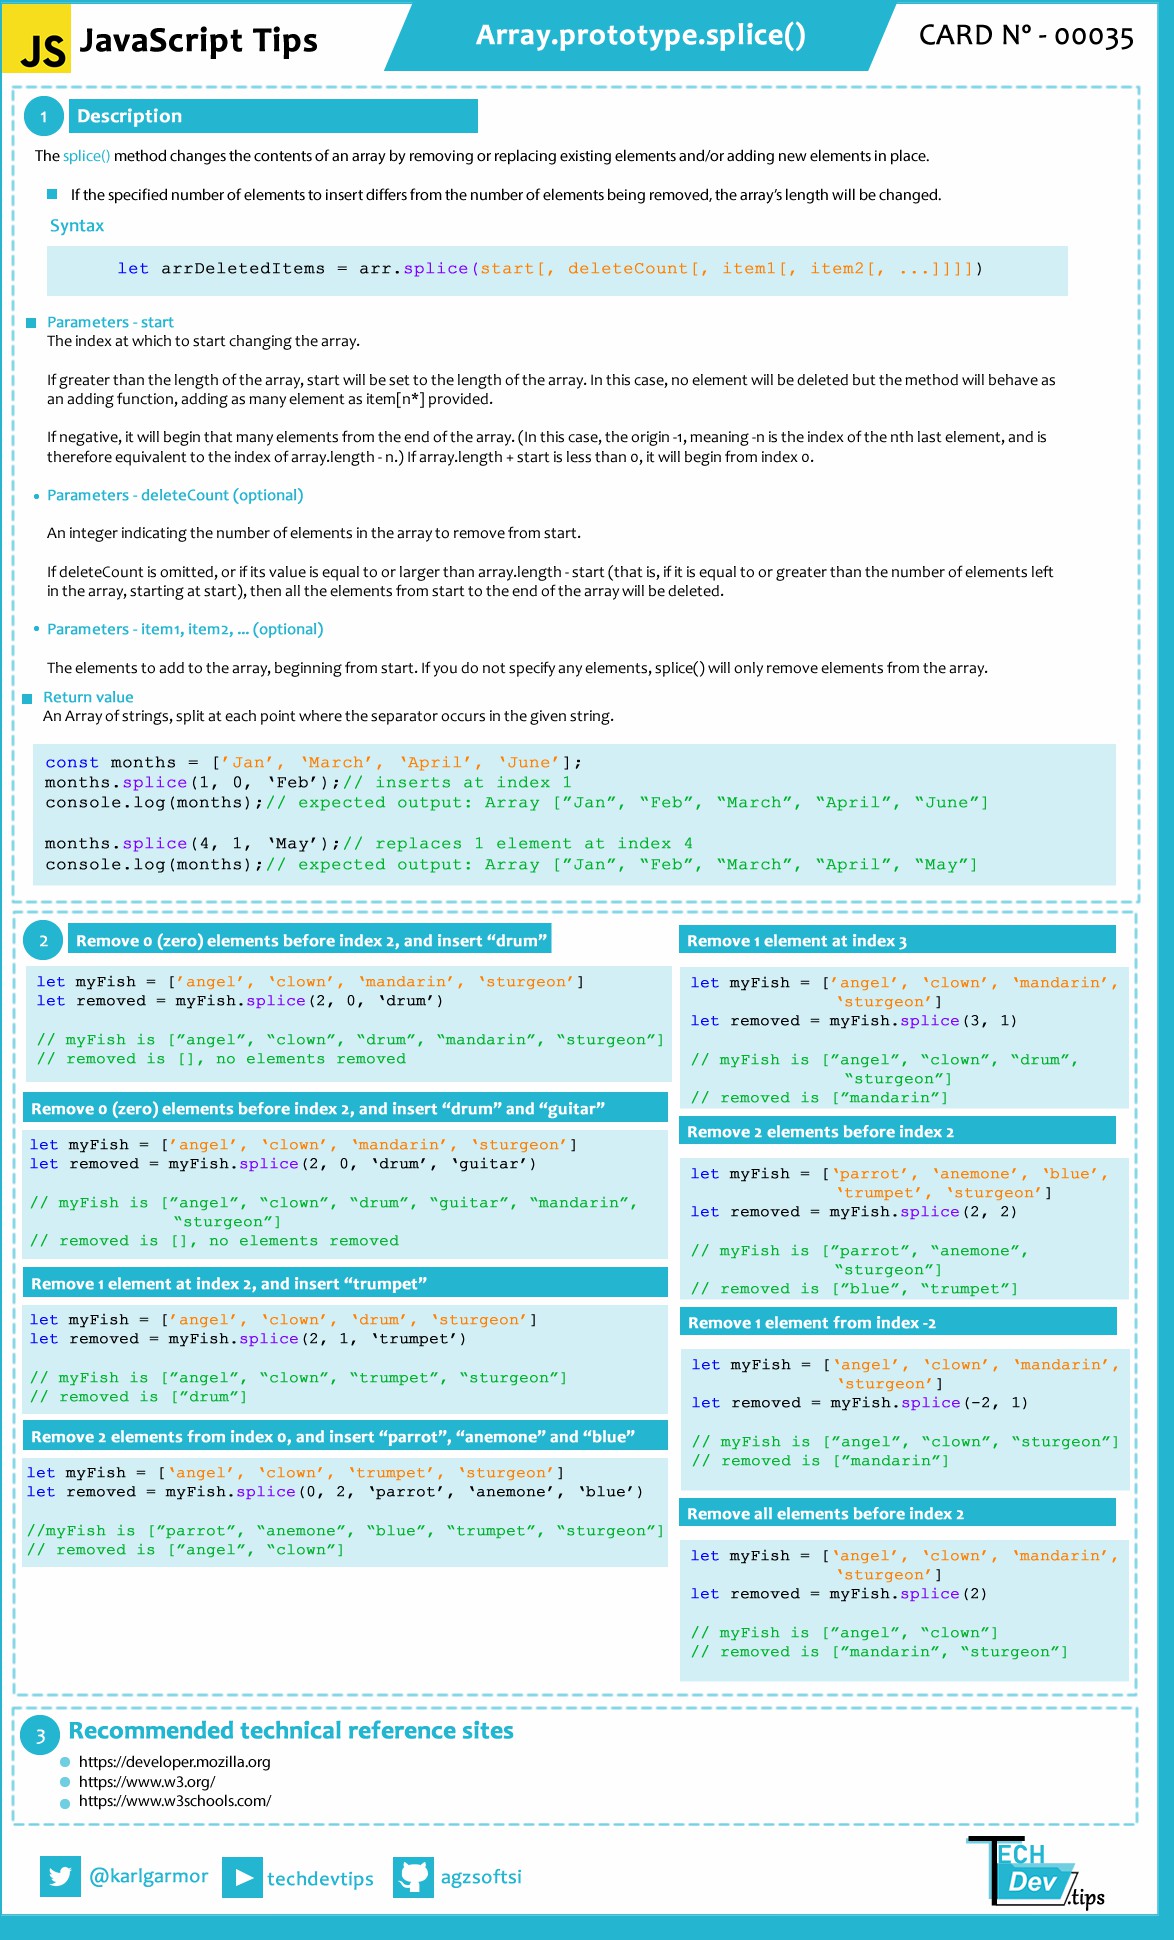 JS JavaScript Tips
Array.prototype.splice()
CARD Nº - 00035
1 Description
The splice() method changes the contents of an array by removing or replacing existing elements and/or adding new elements in place.
If the specified number of elements to insert differs from the number of elements being removed, the array's length will be changed.
Syntax
let arrDeletedItems = arr.splice(start[, deleteCount[, item1[, item2[, ...]]]])
Parameters - start
The index at which to start changing the array.
If greater than the length of the array, start will be set to the length of the array. In this case, no element will be deleted but the method will behave as
an adding function, adding as many element as item[n*] provided.
If negative, it will begin that many elements from the end of the array. (In this case, the origin -1, meaning -n is the index of the nth last element, and is
therefore equivalent to the index of array.length - n.) If array.length + start is less than 0, it will begin from index 0.
• Parameters - deleteCount (optional)
An integer indicating the number of elements in the array to remove from start.
If deleteCount is omitted, or if its value is equal to or larger than array.length - start (that is, if it is equal to or greater than the number of elements left
in the array, starting at start), then all the elements from start to the end of the array will be deleted.
• Parameters - item1, item2, ... (optional)
The elements to add to the array, beginning from start. If you do not specify any elements, splice() will only remove elements from the array.
Return value
An Array of strings, split at each point where the separator occurs in the given string.
const months = [’Jan’, ‘March’, ‘April’, ‘June’];
months.splice(1, 0, ‘Feb’);// inserts at index 1
console.log(months);// expected output: Array [”Jan”, “Feb”, “March”, “April”, “June”]
months.splice(4, 1, ‘May’);// replaces 1 element at index 4
console.log(months);// expected output: Array [”Jan”, “Feb”, “March”, “April”, “May”]
2 Remove 0 (zero) elements before index 2, and insert “drum”
let myFish = [’angel’, ‘clown’, ‘mandarin’, ‘sturgeon’]
let removed = myFish.splice(2, 0, ‘drum’)
// myFish is [”angel”, “clown”, “drum”, “mandarin”, “sturgeon”]
// removed is [], no elements removed
Remove 0 (zero) elements before index 2, and insert “drum” and “guitar”
let myFish = [’angel’, ‘clown’, ‘mandarin’, ‘sturgeon’]
let removed = myFish.splice(2, 0, ‘drum’, ‘guitar’)
// myFish is [”angel”, “clown”, “drum”, “guitar”, “mandarin”,
“sturgeon”]
// removed is [], no elements removed
Remove 1 element at index 2, and insert “trumpet”
let myFish = [’angel’, ‘clown’, ‘drum’, ‘sturgeon’]
let removed = myFish.splice(2, 1, ‘trumpet’)
// myFish is [”angel”, “clown”, “trumpet”, “sturgeon”]
// removed is [”drum”]
Remove 2 elements from index 0, and insert “parrot”, “anemone” and “blue”
let myFish = [‘angel’, ‘clown’, ‘trumpet’, ‘sturgeon’]
let removed = myFish.splice(0, 2, ‘parrot’, ‘anemone’, ‘blue’)
//myFish is [”parrot”, “anemone”, “blue”, “trumpet”, “sturgeon”]
// removed is [”angel”, “clown”]
Remove 1 element at index 3
let myFish = [’angel’, ‘clown’, ‘mandarin’,
‘sturgeon’]
let removed = myFish.splice(3, 1)
// myFish is [”angel”, “clown”, “drum”,
“sturgeon”]
// removed is [”mandarin”]
Remove 2 elements before index 2
let myFish = [‘parrot’, ‘anemone’, ‘blue’,
‘trumpet’, ‘sturgeon’]
let removed = myFish.splice(2, 2)
// myFish is [”parrot”, “anemone”,
“sturgeon”]
// removed is [”blue”, “trumpet”]
Remove 1 element from index -2
let myFish = [‘angel’, ‘clown’, ‘mandarin’,
‘sturgeon’]
let removed = myFish.splice(-2, 1)
// myFish is [”angel”, “clown”, “sturgeon”]
// removed is [”mandarin”]
Remove all elements before index 2
let myFish = [‘angel’, ‘clown’, ‘mandarin’,
‘sturgeon’]
let removed = myFish.splice(2)
// myFish is [”angel”, “clown”]
// removed is [”mandarin”, “sturgeon”]
3 Recommended technical reference sites
https://developer.mozilla.org
https://www.w3.org/
https://www.w3schools.com/
@karlgarmor
techdevtips
agzsoftsi
TECH
Dev
.tips